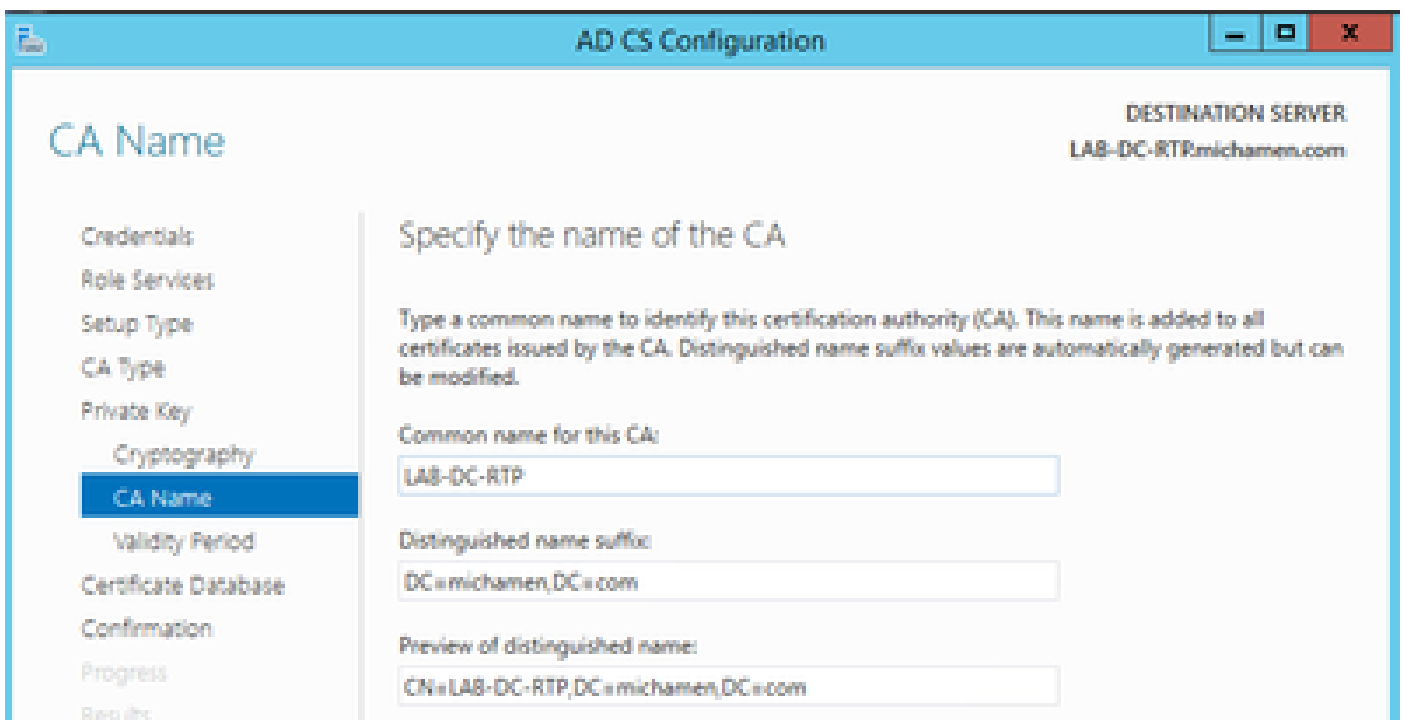 AD CS Configuration
CA Name
DESTINATION SERVER
LAB-DC-RTP.michamen.com
Credentials
Role Services
Setup Type
CA Type
Private Key
Cryptography
CA Name
Validity Period
Certificate Database
Confirmation
Progress
Results
Specify the name of the CA
Type a common name to identify this certification authority (CA). This name is added to all
certificates issued by the CA. Distinguished name suffix values are automatically generated but can
be modified.
Common name for this CA:
LAB-DC-RTP
Distinguished name suffix:
DC=michamen,DC=com
Preview of distinguished name:
CN=LAB-DC-RTP,DC=michamen,DC=com